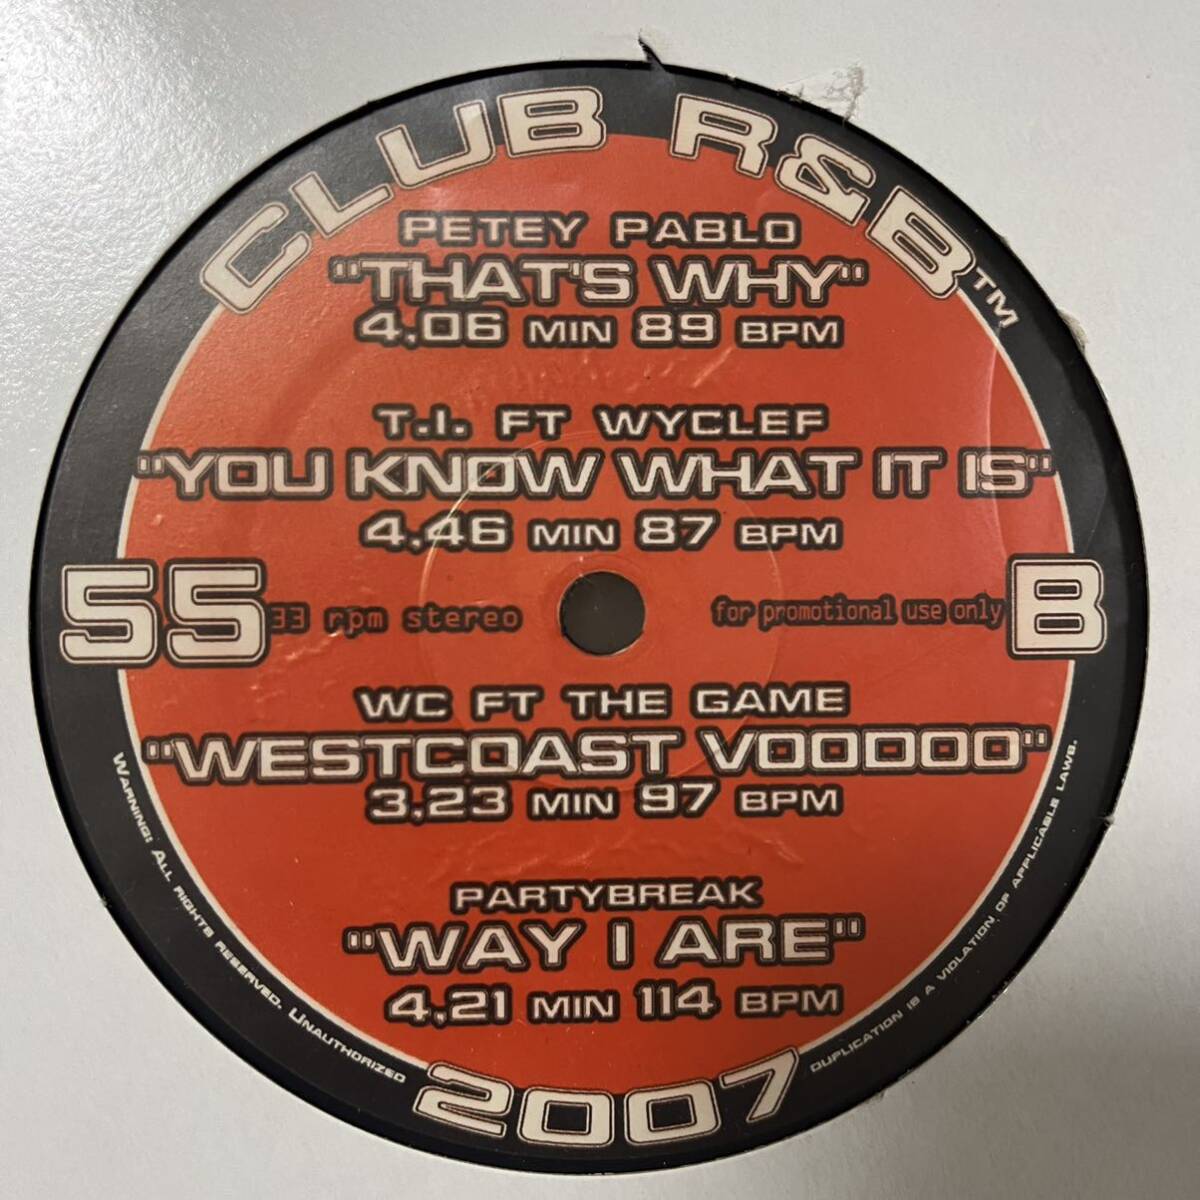 CLUB R&B™
PETEY PABLO
"THAT'S WHY"
4,06 MIN 89 BPM
T.I. FT WYCLEF
"YOU KNOW WHAT IT IS"
4,46 MIN 87 BPM
55
33 rpm stereo
for promotional use only
B
WC FT THE GAME
"WESTCOAST VOODOO"
3,23 MIN 97 BPM
PARTYBREAK
"WAY I ARE"
4,21 MIN 114 BPM
WARNING: ALL RIGHTS RESERVED. UNAUTHORIZED
DUPLICATION IS A VIOLATION OF APPLICABLE LAWS.
2007